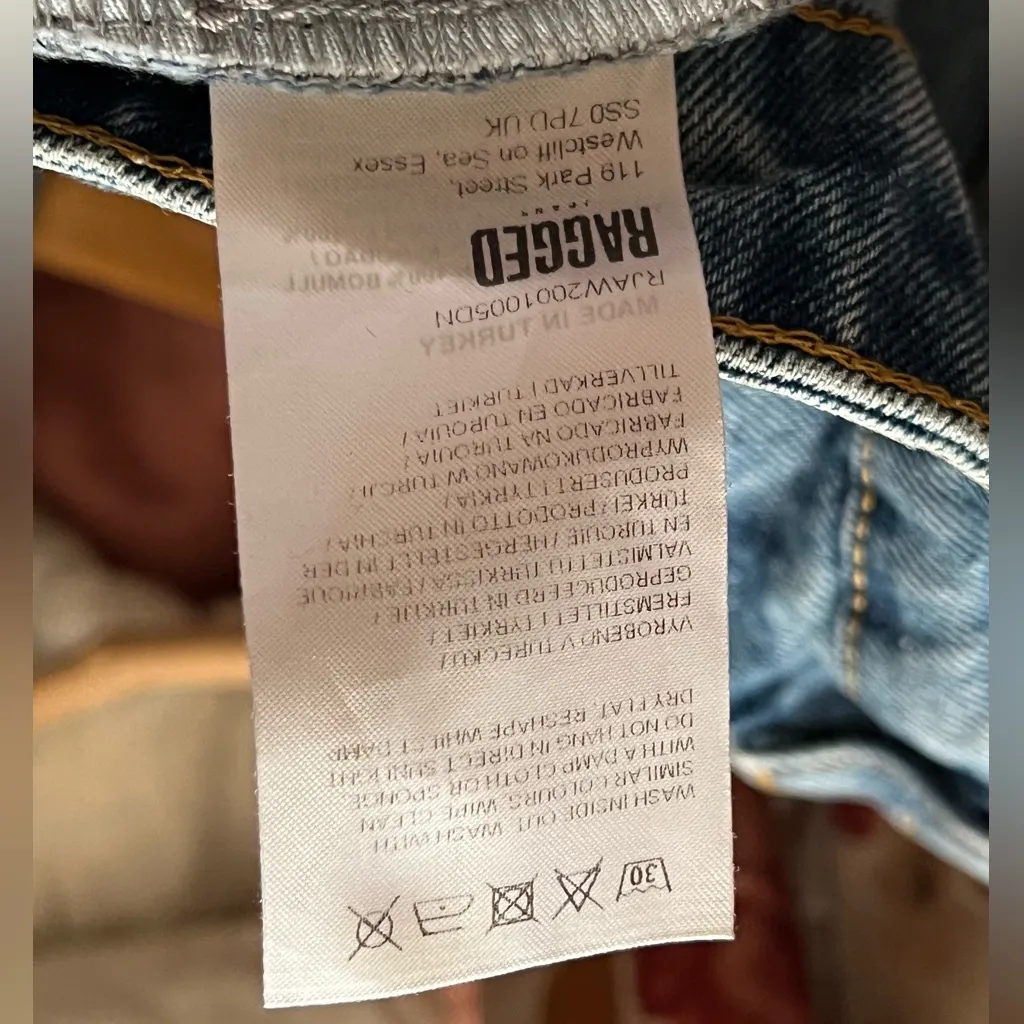 30
WASH INSIDE OUT. WASH WITH
SIMILAR COLOURS. WIPE CLEAN
WITH A DAMP CLOTH OR SPONGE
DO NOT HANG IN DIRECT SUNLIGHT
DRY FLAT. RESHAPE WHILST DAMP
VYROBENO V TURECKU /
FREMSTILLET I TYRKIET /
GEPRODUCEERD IN TURKIJE /
VALMISTETTU TURKISSA / FABRIQUE
EN TURQUIE / HERGESTELLT IN DER
TURKEI / PRODOTTO IN TURCHIA /
PRODUSERT I TYRKIA /
WYPRODUKOWANO W TURCJI /
FABRICADO NA TURQUIA /
FABRICADO EN TURQUIA /
TILLVERKAD I TURKIET
MADE IN TURKEY
RJAW2001005DN
100% BOMULL
RAGGED
119 Park Street,
Westcliff on Sea, Essex
SS0 7PD UK